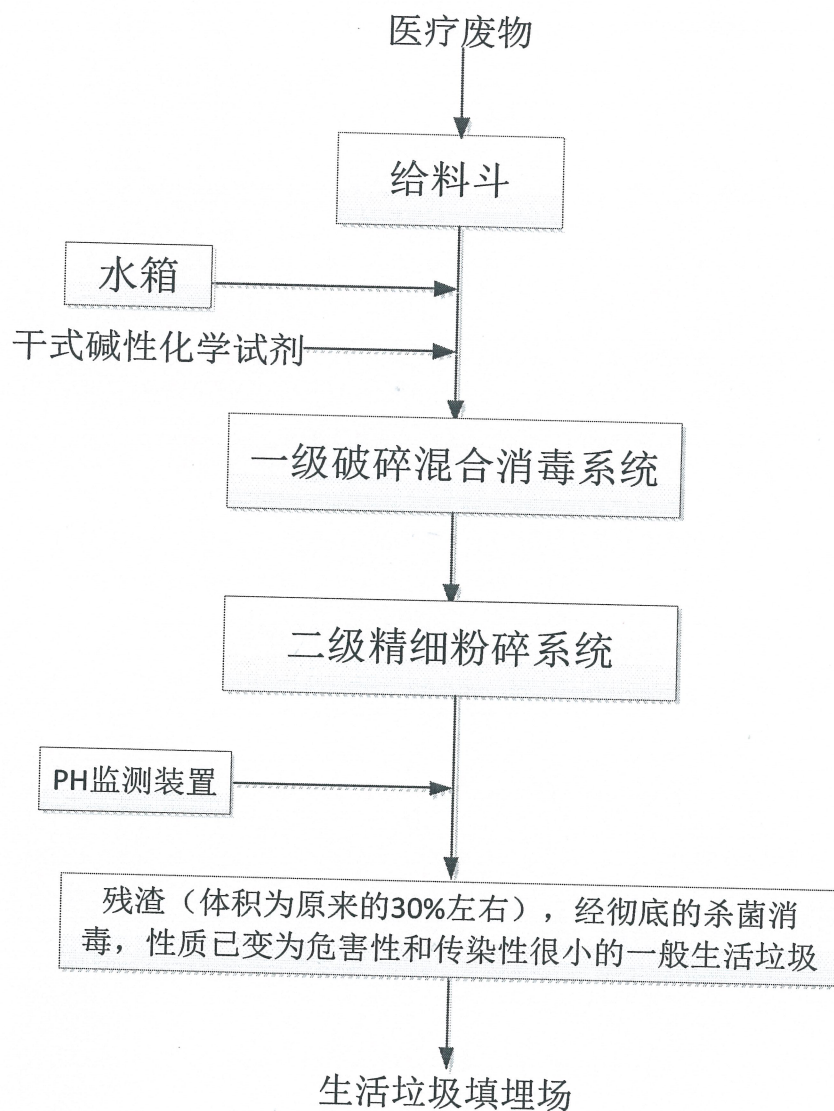 医疗废物
给料斗
水箱
干式碱性化学试剂
一级破碎混合消毒系统
二级精细粉碎系统
PH监测装置
残渣（体积为原来的30%左右），经彻底的杀菌消
毒，性质已变为危害性和传染性很小的一般生活垃圾
生活垃圾填埋场